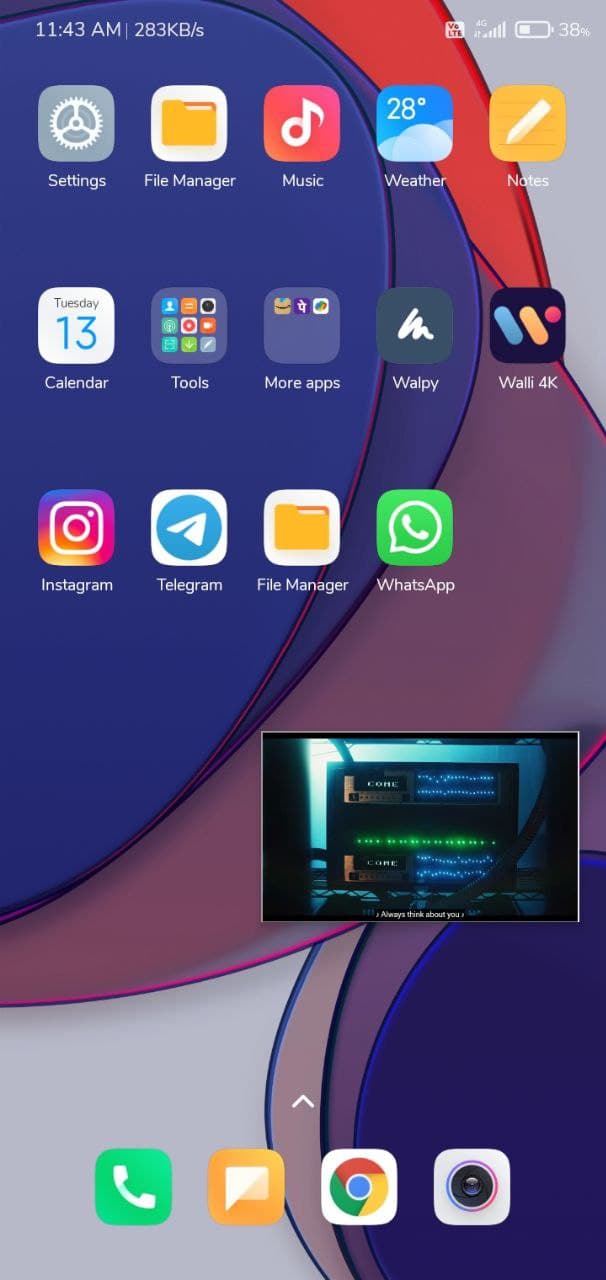 11:43 AM | 283KB/s
Vo
LTE
4G
38%
28°
Settings
File Manager
Music
Weather
Notes
Tuesday
13
Calendar
Tools
More apps
Walpy
Walli 4K
Instagram
Telegram
File Manager
WhatsApp
COME
COME
♪ Always think about you ♪